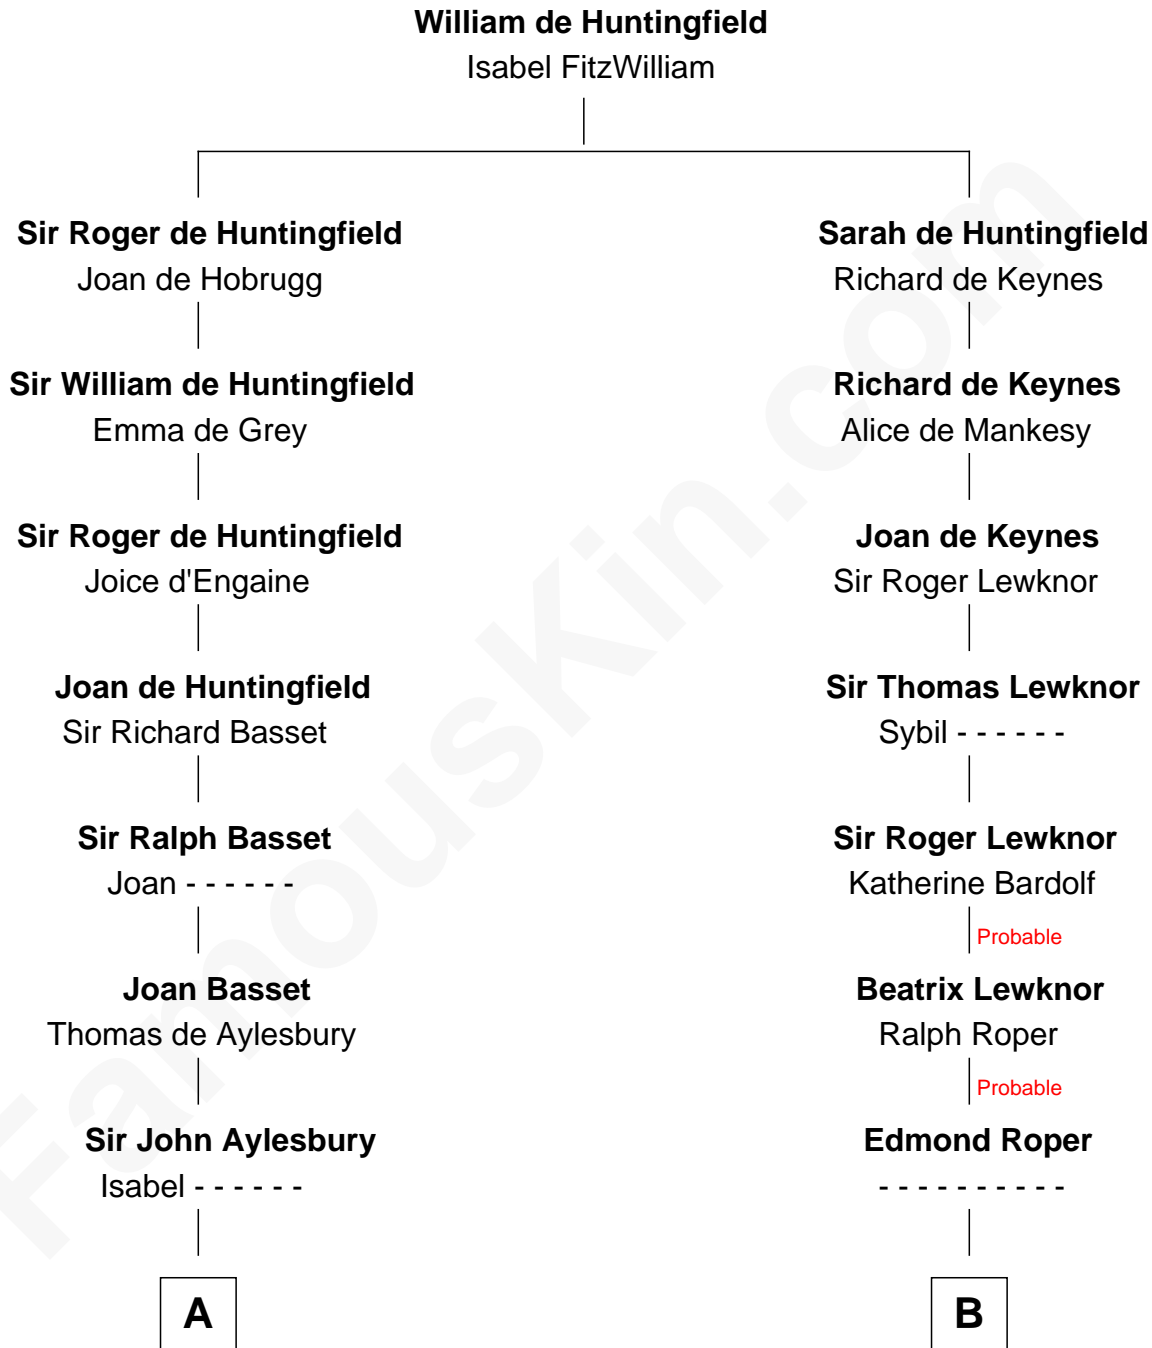 William de Huntingfield
Isabel FitzWilliam
Sir Roger de Huntingfield
Joan de Hobrugg
Sir William de Huntingfield
Emma de Grey
Sir Roger de Huntingfield
Joice d'Engaine
Joan de Huntingfield
Sir Richard Basset
Sir Ralph Basset
Joan - - - - - -
Joan Basset
Thomas de Aylesbury
Sir John Aylesbury
Isabel - - - - - -
A
Sarah de Huntingfield
Richard de Keynes
Richard de Keynes
Alice de Mankesy
Joan de Keynes
Sir Roger Lewknor
Sir Thomas Lewknor
Sybil - - - - - -
Sir Roger Lewknor
Katherine Bardolf
Probable
Beatrix Lewknor
Ralph Roper
Probable
Edmond Roper
- - - - - - - - - -
B
FamousKin.com